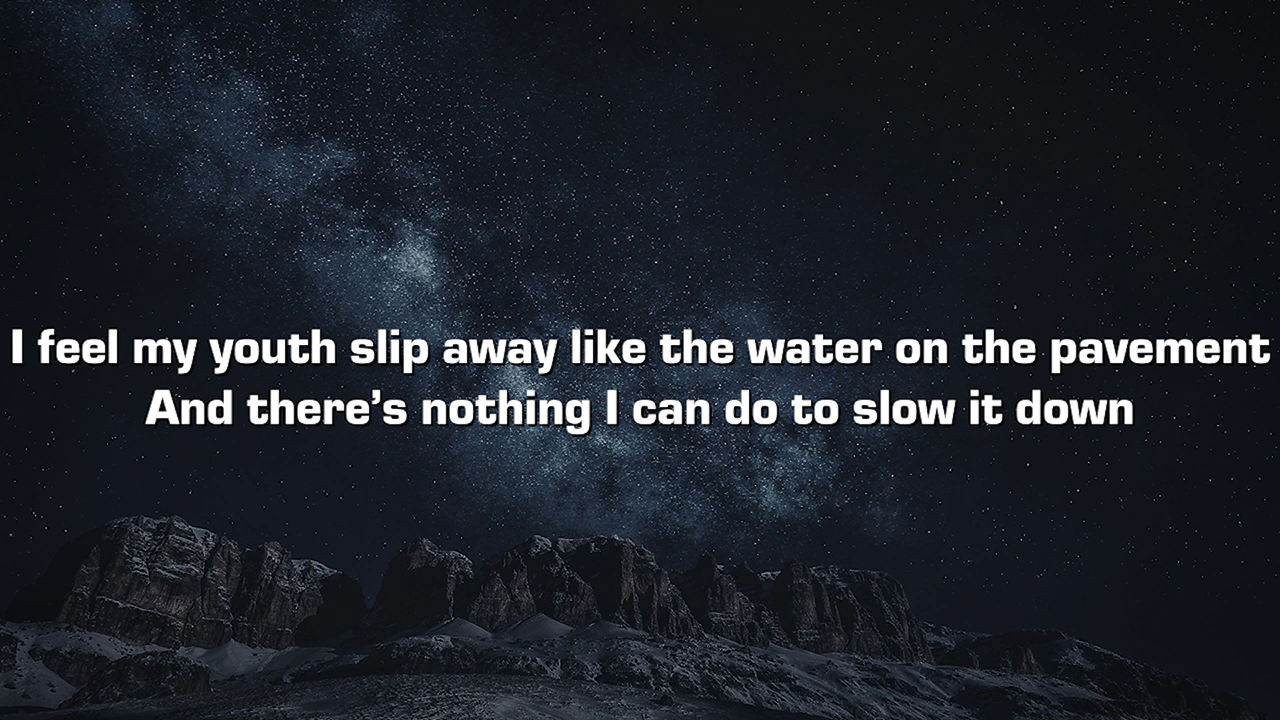 I feel my youth slip away like the water on the pavement
And there's nothing I can do to slow it down